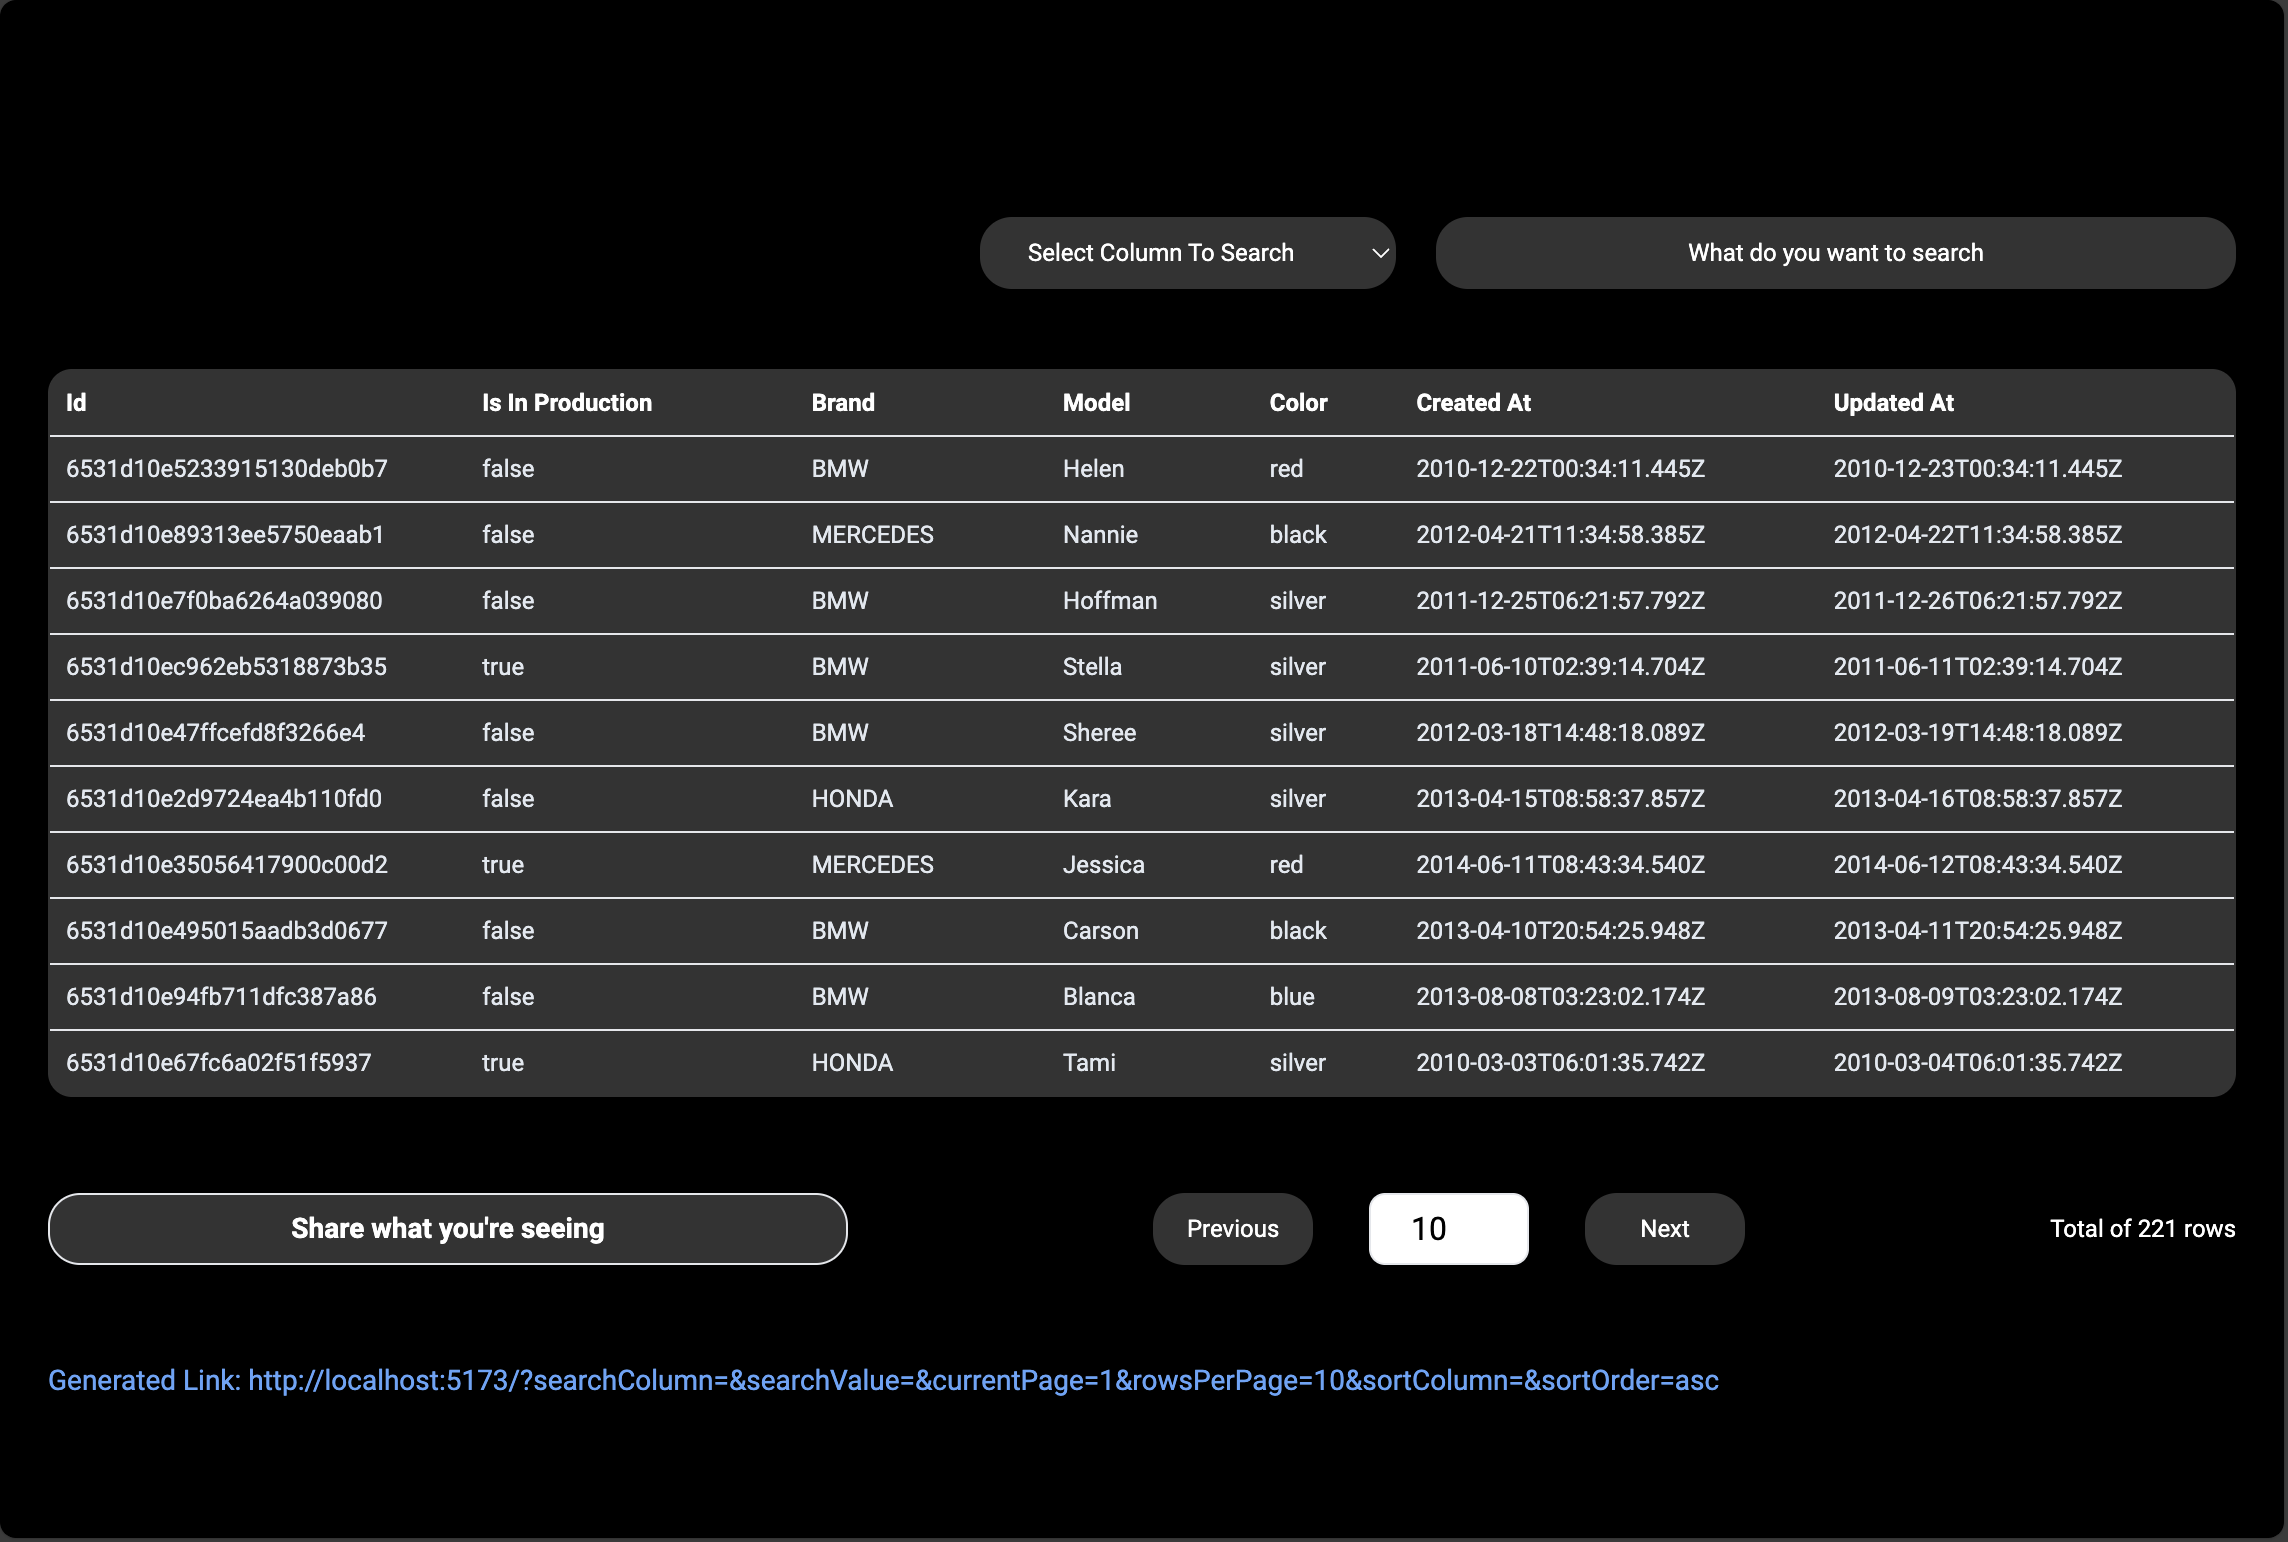 Select Column To Search What do you want to search
Id Is In Production Brand Model Color Created At Updated At
6531d10e5233915130deb0b7 false BMW Helen red 2010-12-22T00:34:11.445Z 2010-12-23T00:34:11.445Z
6531d10e89313ee5750eaab1 false MERCEDES Nannie black 2012-04-21T11:34:58.385Z 2012-04-22T11:34:58.385Z
6531d10e7f0ba6264a039080 false BMW Hoffman silver 2011-12-25T06:21:57.792Z 2011-12-26T06:21:57.792Z
6531d10ec962eb5318873b35 true BMW Stella silver 2011-06-10T02:39:14.704Z 2011-06-11T02:39:14.704Z
6531d10e47ffcefd8f3266e4 false BMW Sheree silver 2012-03-18T14:48:18.089Z 2012-03-19T14:48:18.089Z
6531d10e2d9724ea4b110fd0 false HONDA Kara silver 2013-04-15T08:58:37.857Z 2013-04-16T08:58:37.857Z
6531d10e35056417900c00d2 true MERCEDES Jessica red 2014-06-11T08:43:34.540Z 2014-06-12T08:43:34.540Z
6531d10e495015aadb3d0677 false BMW Carson black 2013-04-10T20:54:25.948Z 2013-04-11T20:54:25.948Z
6531d10e94fb711dfc387a86 false BMW Blanca blue 2013-08-08T03:23:02.174Z 2013-08-09T03:23:02.174Z
6531d10e67fc6a02f51f5937 true HONDA Tami silver 2010-03-03T06:01:35.742Z 2010-03-04T06:01:35.742Z
Share what you're seeing Previous 10 Next Total of 221 rows
Generated Link: http://localhost:5173/?searchColumn=&searchValue=&currentPage=1&rowsPerPage=10&sortColumn=&sortOrder=asc